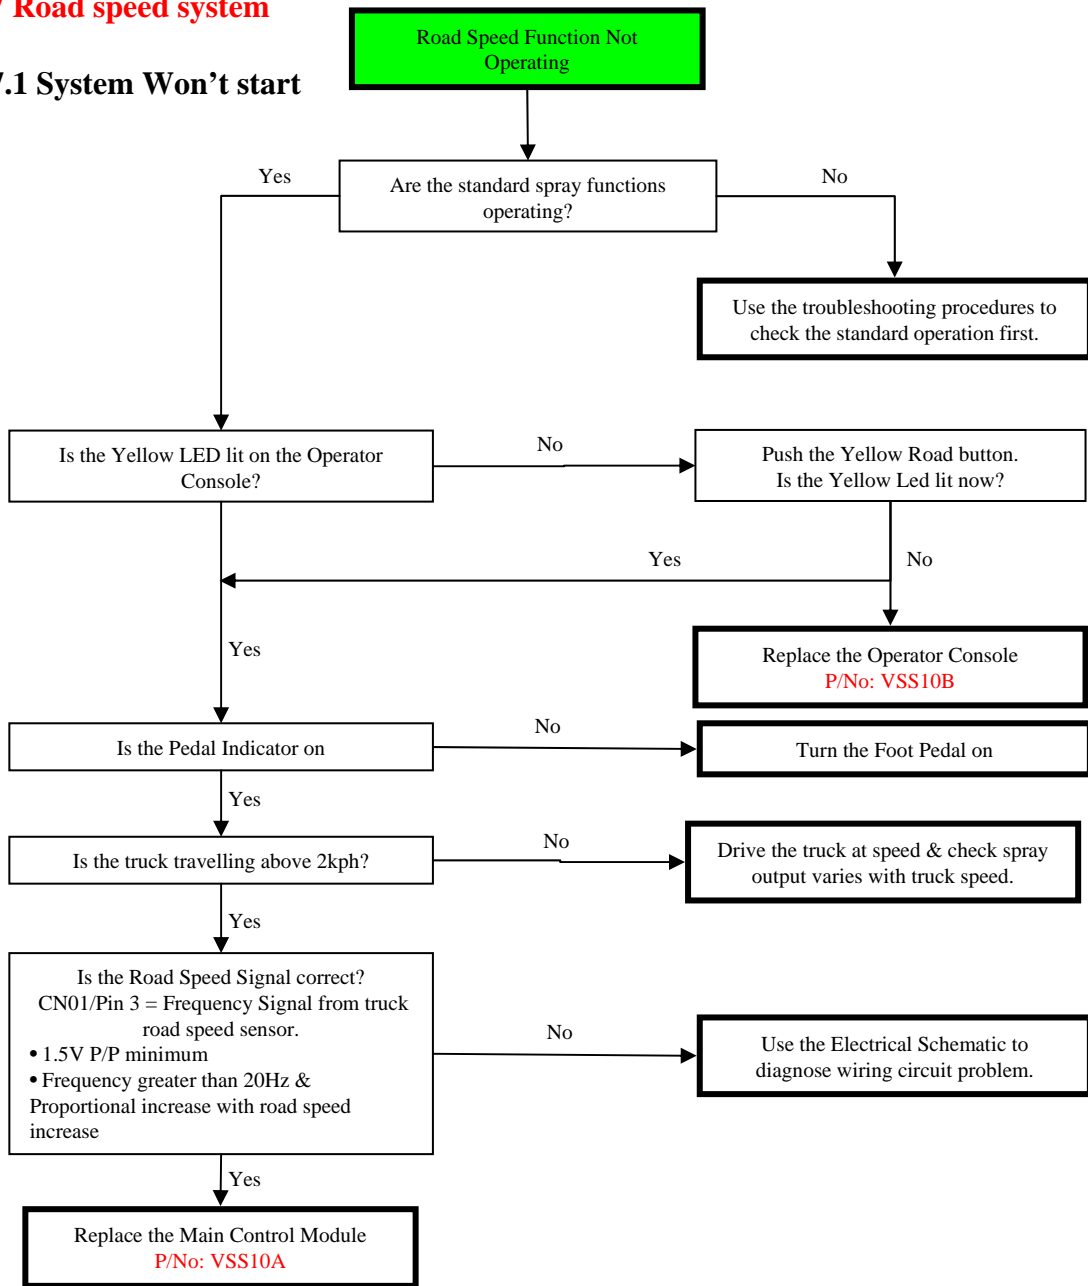 Road speed system
7.1 System Won’t start
Road Speed Function Not
Operating
Yes
Are the standard spray functions
operating?
No
Use the troubleshooting procedures to
check the standard operation first.
Is the Yellow LED lit on the Operator
Console?
No
Push the Yellow Road button.
Is the Yellow Led lit now?
Yes
No
Yes
Replace the Operator Console
P/No: VSS10B
Is the Pedal Indicator on
No
Turn the Foot Pedal on
Yes
Is the truck travelling above 2kph?
No
Drive the truck at speed & check spray
output varies with truck speed.
Yes
Is the Road Speed Signal correct?
CN01/Pin 3 = Frequency Signal from truck
road speed sensor.
• 1.5V P/P minimum
• Frequency greater than 20Hz &
Proportional increase with road speed
increase
No
Use the Electrical Schematic to
diagnose wiring circuit problem.
Yes
Replace the Main Control Module
P/No: VSS10A